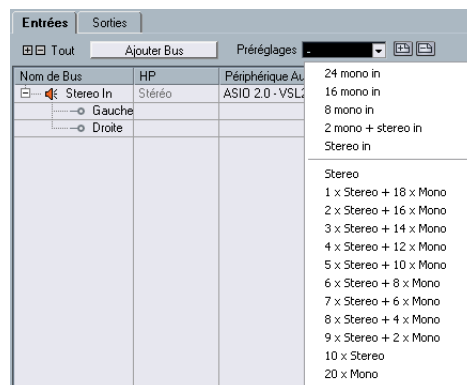 Entrées Sorties
Tout Ajouter Bus Préréglages -
Nom de Bus HP Périphérique Au
Stereo In Stéréo ASIO 2.0 - VSL2
Gauche
Droite
24 mono in
16 mono in
8 mono in
2 mono + stereo in
Stereo in
Stereo
1 x Stereo + 18 x Mono
2 x Stereo + 16 x Mono
3 x Stereo + 14 x Mono
4 x Stereo + 12 x Mono
5 x Stereo + 10 x Mono
6 x Stereo + 8 x Mono
7 x Stereo + 6 x Mono
8 x Stereo + 4 x Mono
9 x Stereo + 2 x Mono
10 x Stereo
20 x Mono